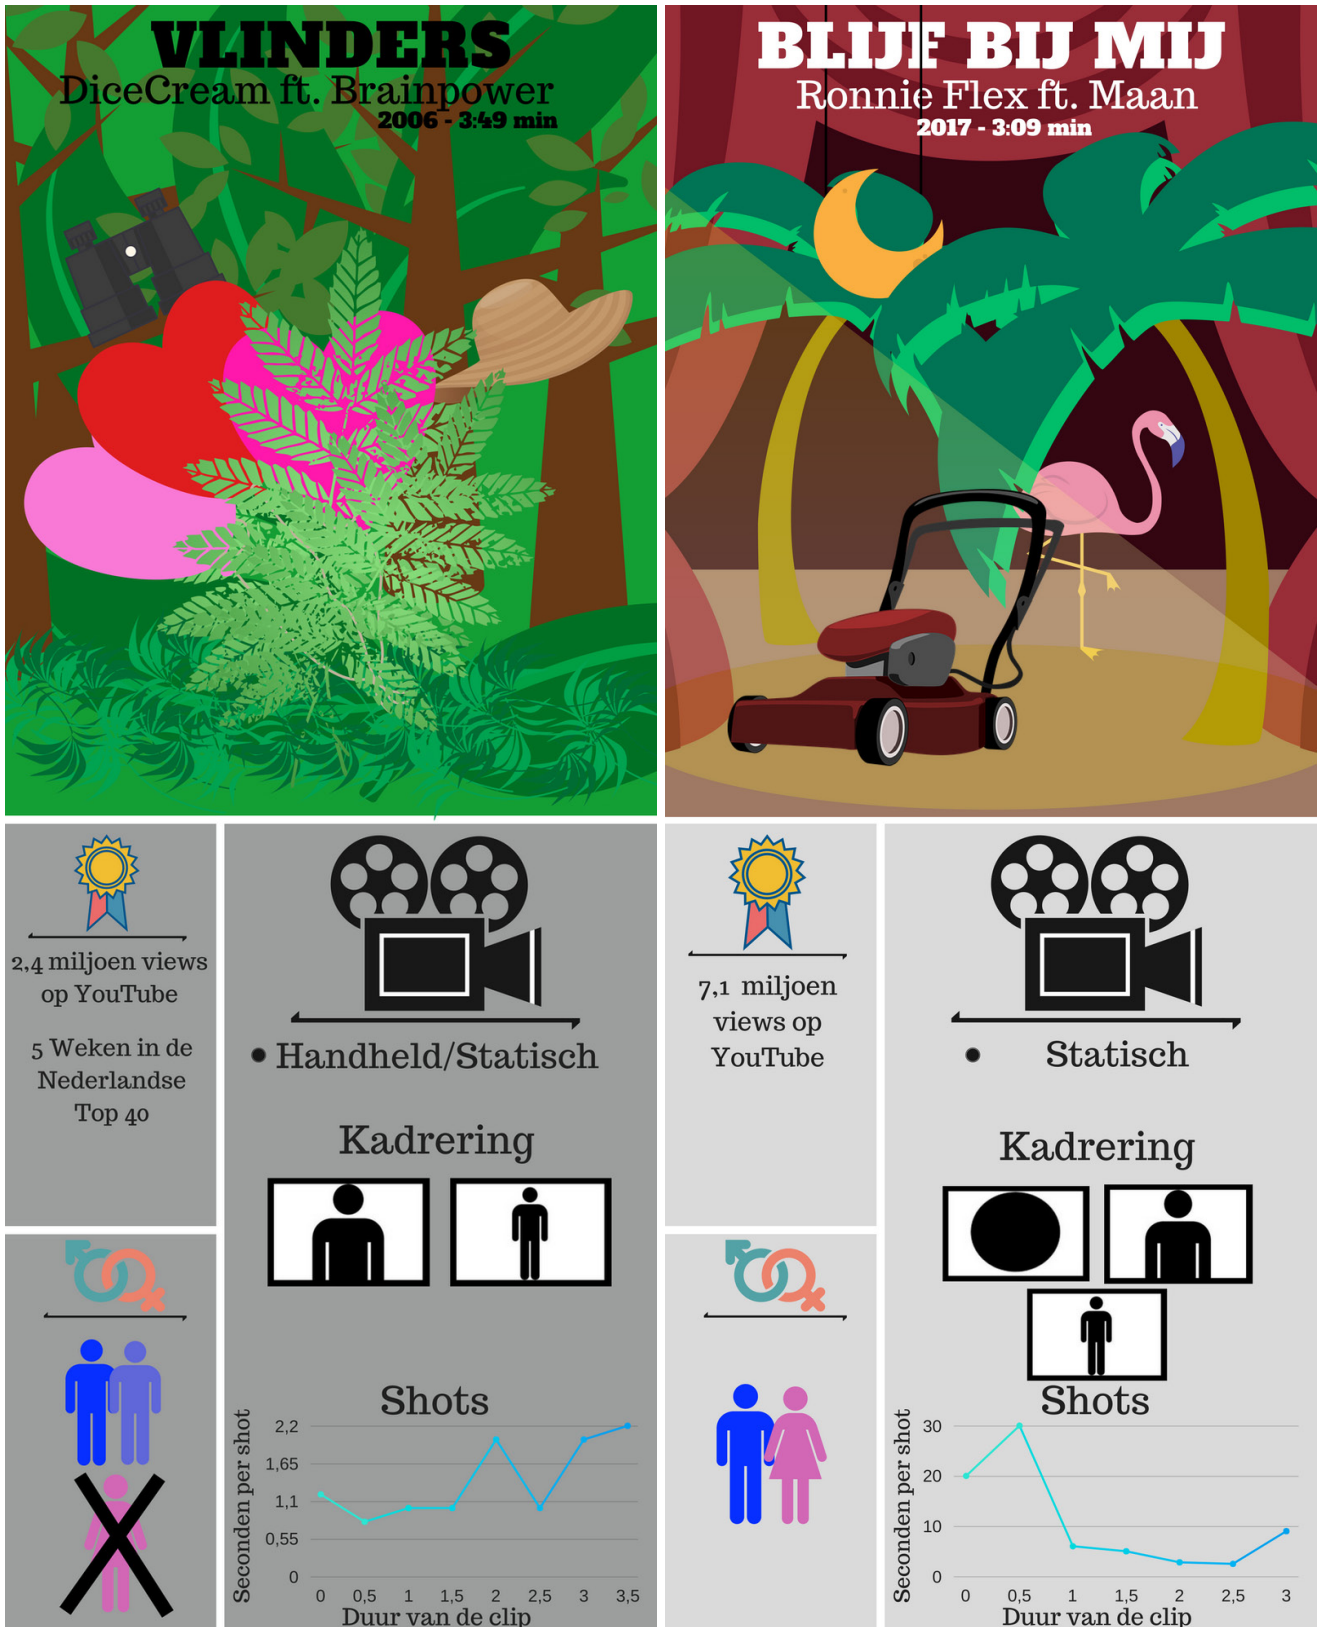 VLINDERS
DiceCream ft. Brainpower
2006 - 3:49 min
2,4 miljoen views
op YouTube
5 Weken in de
Nederlandse
Top 40
Handheld/Statisch
Kadrering
Shots
Seconden per shot
2,2
1,65
1,1
0,55
0
0 0,5 1 1,5 2 2,5 3 3,5
Duur van de clip
BLIJF BIJ MIJ
Ronnie Flex ft. Maan
2017 - 3:09 min
7,1 miljoen
views op
YouTube
Statisch
Kadrering
Shots
Seconden per shot
30
20
10
0
0 0,5 1 1,5 2 2,5 3
Duur van de clip